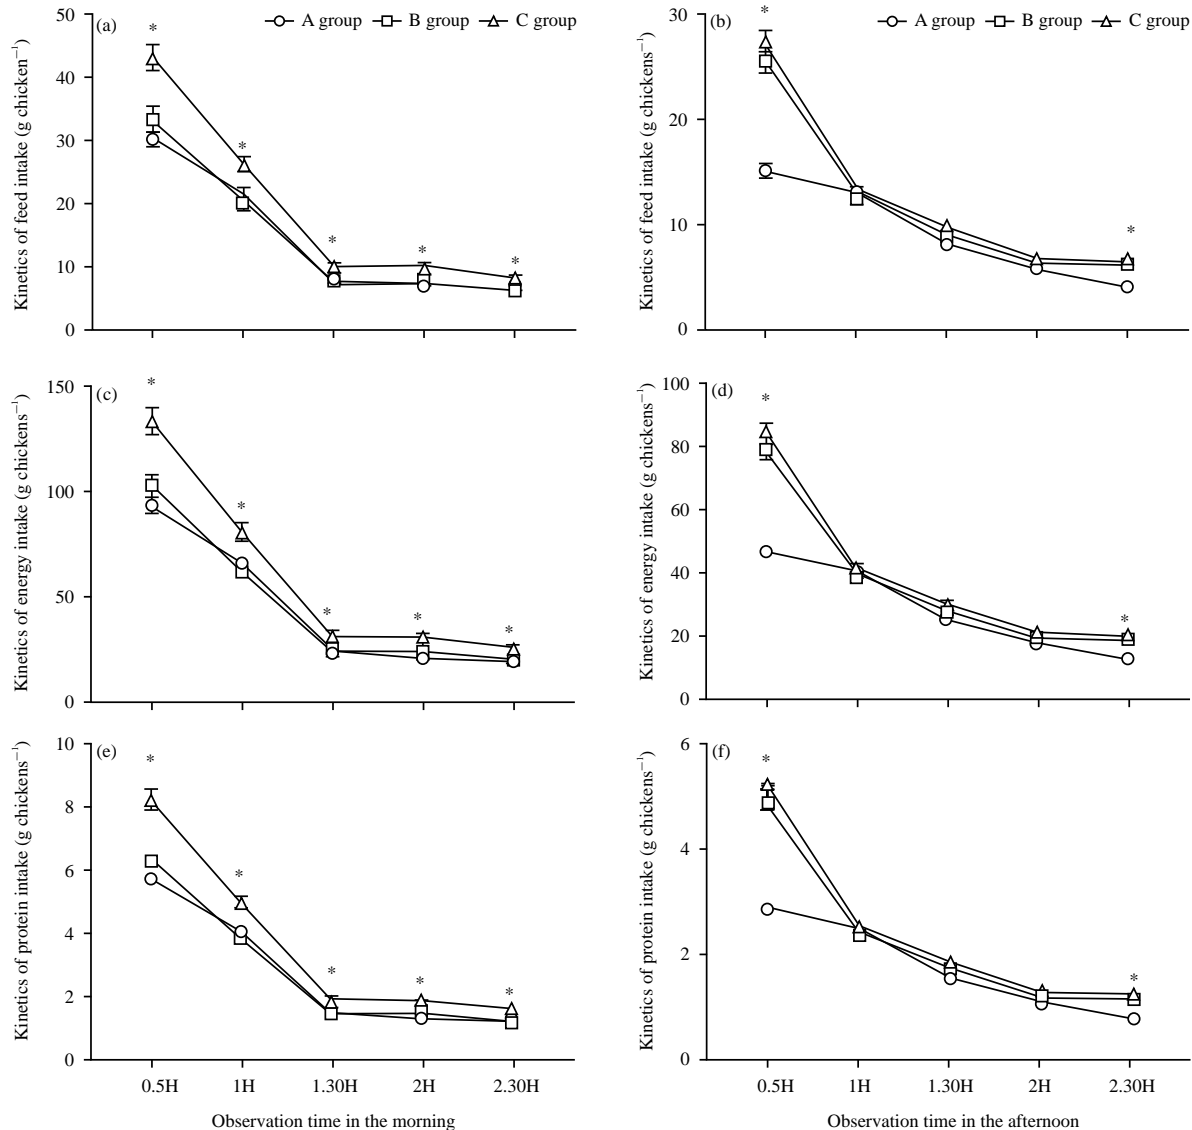 (a)
A group B group C group
Kinetics of feed intake (g chicken⁻¹)
50
40
30
20
10
0
* * * * *
(b)
A group B group C group
Kinetics of feed intake (g chickens⁻¹)
30
20
10
0
* *
(c)
Kinetics of energy intake (g chickens⁻¹)
150
100
50
0
* * * * *
(d)
Kinetics of energy intake (g chickens⁻¹)
100
80
60
40
20
0
* *
(e)
Kinetics of protein intake (g chickens⁻¹)
10
8
6
4
2
0
* * * * *
0.5H 1H 1.30H 2H 2.30H
Observation time in the morning
(f)
Kinetics of protein intake (g chickens⁻¹)
6
4
2
0
* *
0.5H 1H 1.30H 2H 2.30H
Observation time in the afternoon